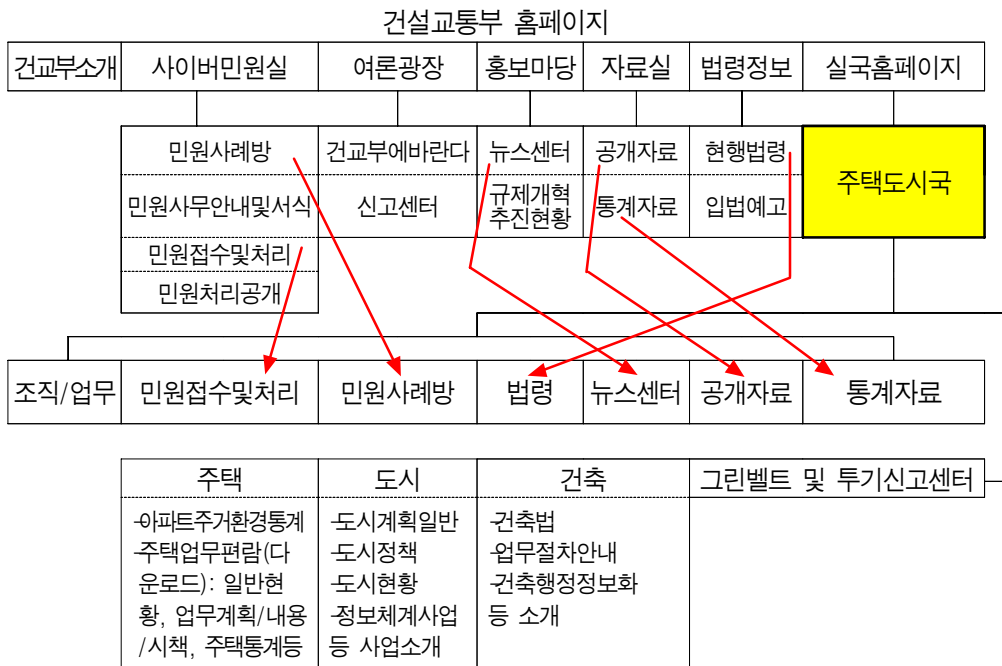 건설교통부 홈페이지
건교부소개 사이버민원실 여론광장 홍보마당 자료실 법령정보 실국홈페이지
민원사례방 건교부에바란다 뉴스센터 공개자료 현행법령
주택도시국
민원사무안내및서식 신고센터 규제개혁
추진현황 통계자료 입법예고
민원접수및처리
민원처리공개
조직/업무 민원접수및처리 민원사례방 법령 뉴스센터 공개자료 통계자료
주택 도시 건축 그린벨트 및 투기신고센터
-아파트주거환경통계
-주택업무편람(다
운로드): 일반현
황, 업무계획/내용
/시책, 주택통계등
-도시계획일반
-도시정책
-도시현황
-정보체계사업
등 사업소개
-건축법
-업무절차안내
-건축행정정보화
등 소개